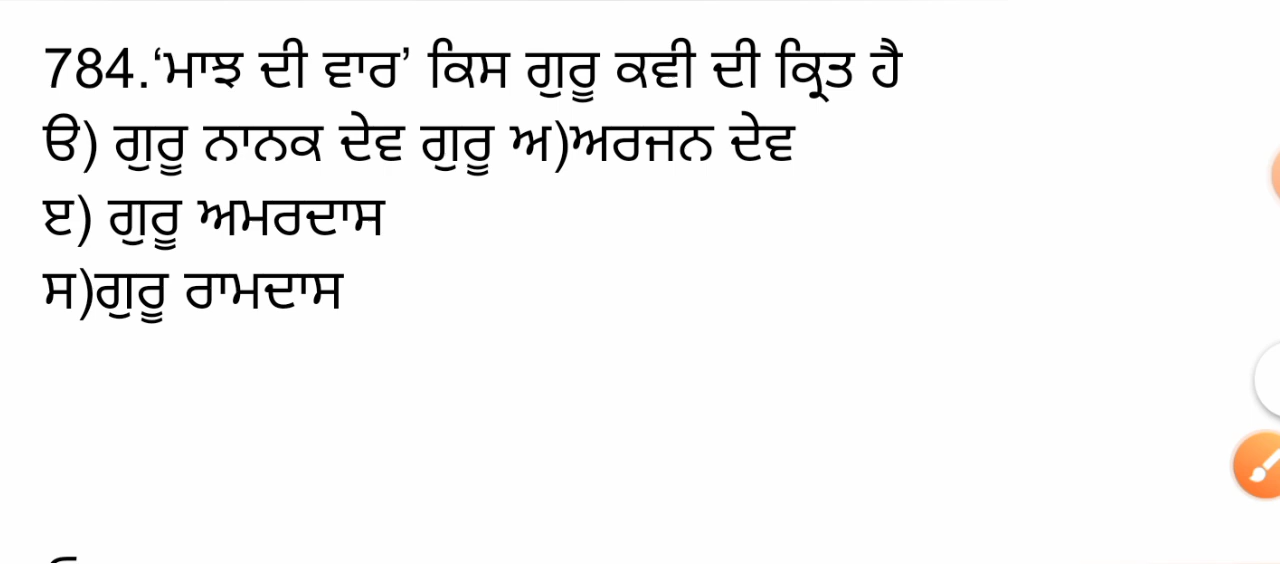 784.‘ਮਾਝ ਦੀ ਵਾਰ’ ਕਿਸ ਗੁਰੂ ਕਵੀ ਦੀ ਕ੍ਰਿਤ ਹੈ
ੳ) ਗੁਰੂ ਨਾਨਕ ਦੇਵ ਗੁਰੂ ਅ)ਅਰਜਨ ਦੇਵ
ੲ) ਗੁਰੂ ਅਮਰਦਾਸ
ਸ)ਗੁਰੂ ਰਾਮਦਾਸ